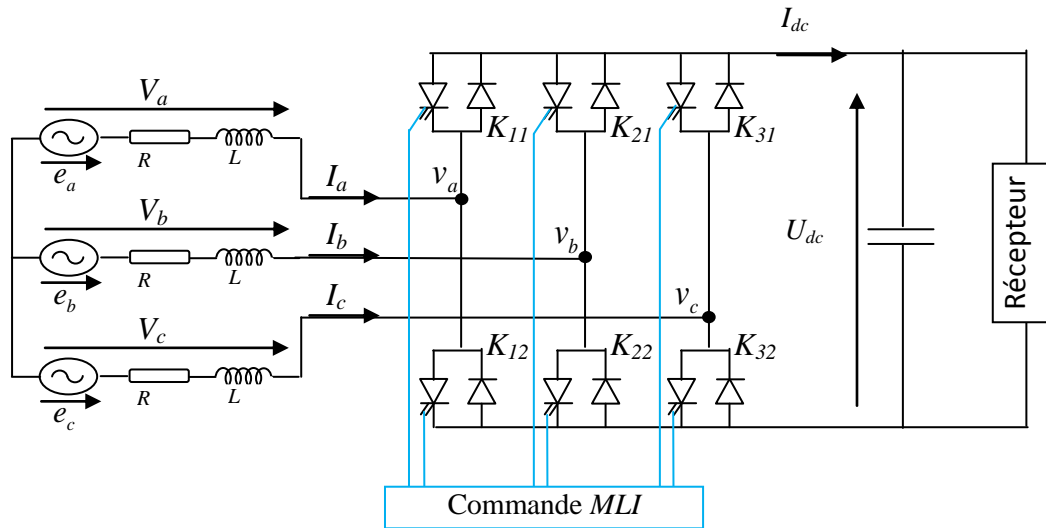 I_dc
V_a
K_11
K_21
K_31
R
L
e_a
I_a
v_a
V_b
I_b
v_b
U_dc
Récepteur
R
L
e_b
I_c
v_c
V_c
K_12
K_22
K_32
R
L
e_c
Commande MLI